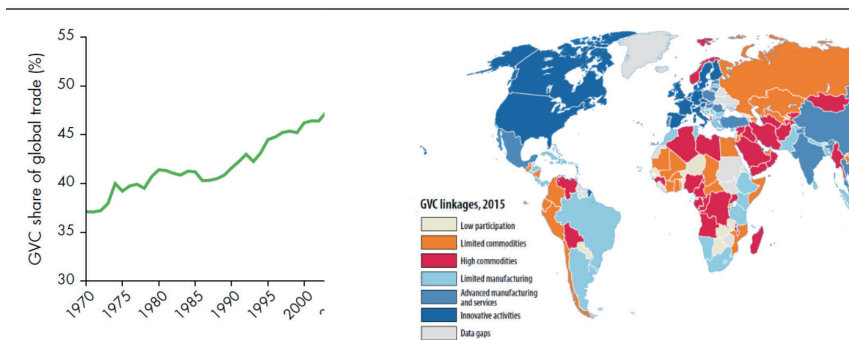 GVC share of global trade (%)
55
50
45
40
35
30
1970
1975
1980
1985
1990
1995
2000
GVC linkages, 2015
Low participation
Limited commodities
High commodities
Limited manufacturing
Advanced manufacturing
and services
Innovative activities
Data gaps